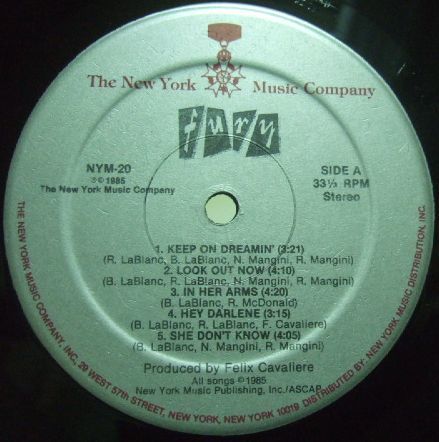 The New York Music Company
fury
NYM-20
℗ © 1985
The New York Music Company
SIDE A
33⅓ RPM
Stereo
1. KEEP ON DREAMIN' (3:21)
(R. LaBlanc, B. LaBlanc, N. Mangini, R. Mangini)
2. LOOK OUT NOW (4:10)
(B. LaBlanc, R. LaBlanc, N. Mangini, R. Mangini)
3. IN HER ARMS (4:20)
(B. LaBlanc, R. McDonald)
4. HEY DARLENE (3:15)
(B. LaBlanc, R. LaBlanc, F. Cavaliere)
5. SHE DON'T KNOW (4:05)
(B. LaBlanc, N. Mangini, R. Mangini)
Produced by Felix Cavaliere
All songs © 1985
New York Music Publishing, Inc./ASCAP
THE NEW YORK MUSIC COMPANY, INC. 29 WEST 57th STREET, NEW YORK, NEW YORK 10019 DISTRIBUTED BY: NEW YORK MUSIC DISTRIBUTION, INC.